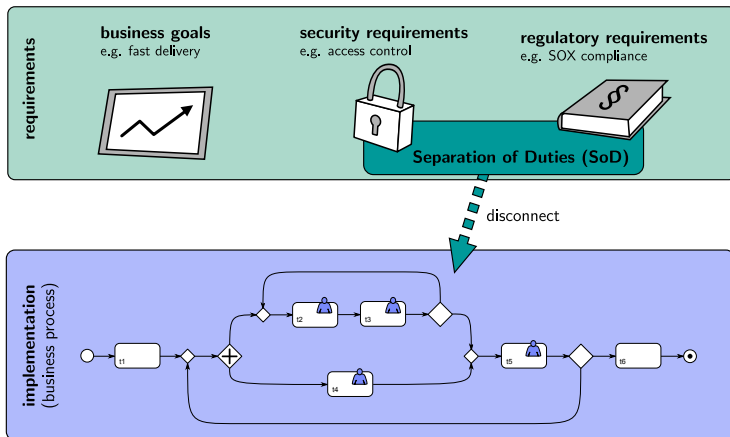 business goals
e.g. fast delivery
security requirements
e.g. access control
regulatory requirements
e.g. SOX compliance
requirements
§
Separation of Duties (SoD)
disconnect
implementation
(business process)
t1
t2
t3
t4
t5
t6